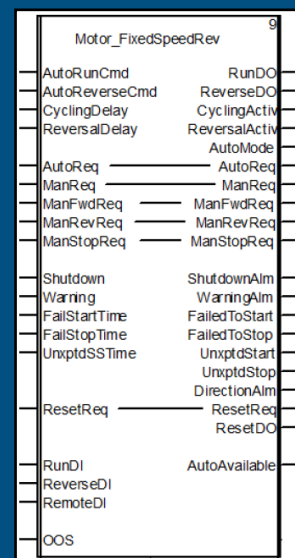 9
Motor_FixedSpeedRev
AutoRunCmd RunDO
AutoReverseCmd ReverseDO
CyclingDelay CyclingActiv
ReversalDelay ReversalActiv
AutoMode
AutoReq AutoReq
ManReq ManReq
ManFwdReq ManFwdReq
ManRevReq ManRevReq
ManStopReq ManStopReq
Shutdown ShutdownAlm
Warning WarningAlm
FailStartTime FailedToStart
FailStopTime FailedToStop
UnxptdSSTime UnxptdStart
UnxptdStop
DirectionAlm
ResetReq ResetReq
ResetDO
RunDI AutoAvailable
ReverseDI
RemoteDI
OOS